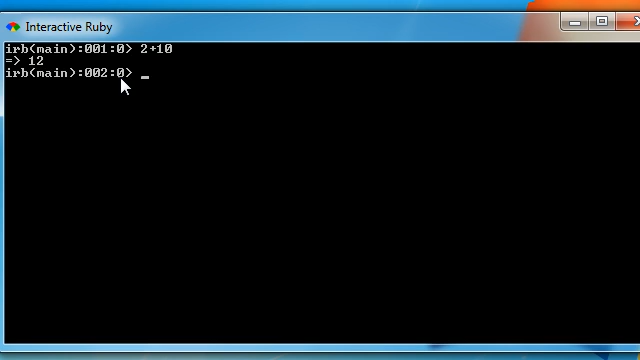 Interactive Ruby
irb(main):001:0> 2+10
=> 12
irb(main):002:0> _